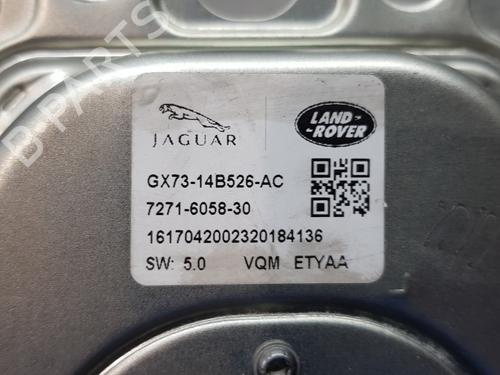 B-PARTS
JAGUAR
LAND-
-ROVER
GX73-14B526-AC
7271-6058-30
1617042002320184136
SW: 5.0 VQM ETYAA